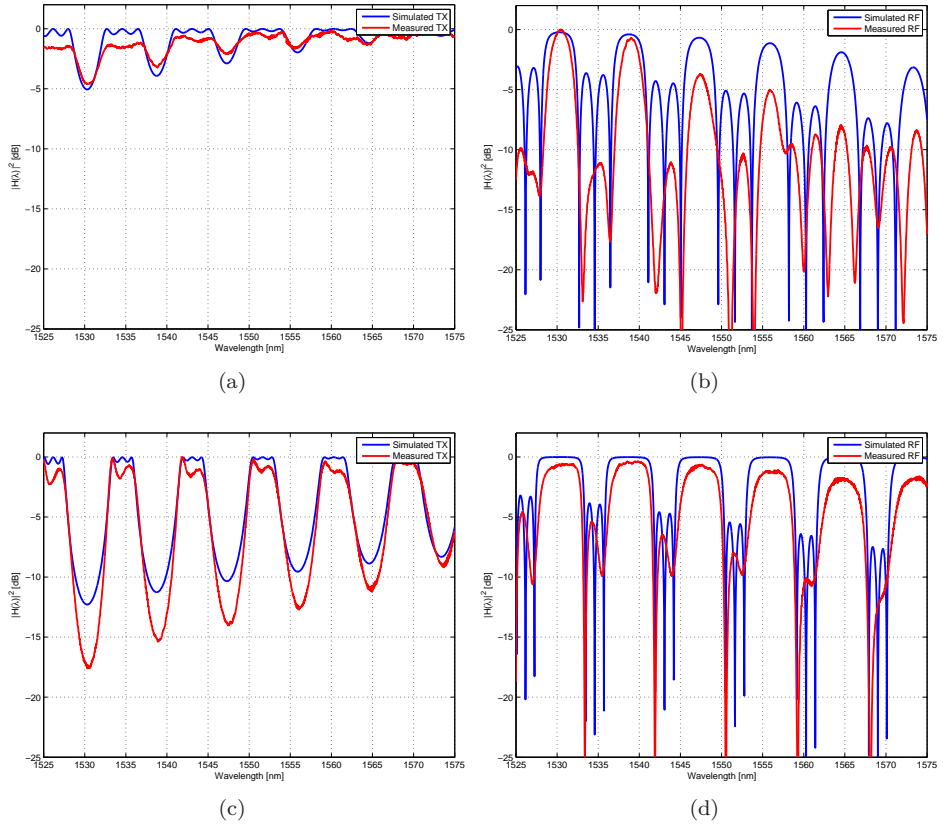 0
−5
−10
−15
−20
−25
1525 1530 1535 1540 1545 1550 1555 1560 1565 1570 1575
Wavelength [nm]
|H(λ)|² [dB]
Simulated TX
Measured TX
(a)
0
−5
−10
−15
−20
−25
1525 1530 1535 1540 1545 1550 1555 1560 1565 1570 1575
Wavelength [nm]
|H(λ)|² [dB]
Simulated RF
Measured RF
(b)
0
−5
−10
−15
−20
−25
1525 1530 1535 1540 1545 1550 1555 1560 1565 1570 1575
Wavelength [nm]
|H(λ)|² [dB]
Simulated TX
Measured TX
(c)
0
−5
−10
−15
−20
−25
1525 1530 1535 1540 1545 1550 1555 1560 1565 1570 1575
Wavelength [nm]
|H(λ)|² [dB]
Simulated RF
Measured RF
(d)